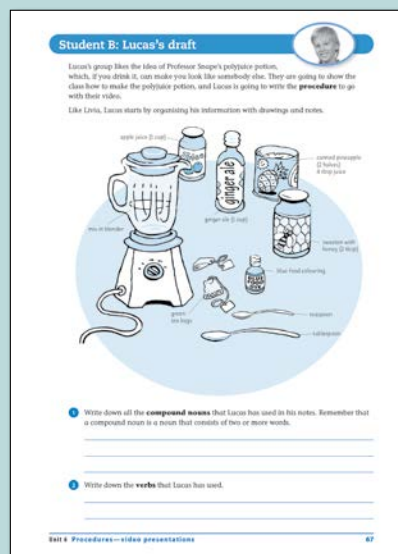 Student B: Lucas's draft
Lucas's group likes the idea of Professor Snape's polyjuice potion,
which, if you drink it, can make you look like somebody else. They are going to show the
class how to make the polyjuice potion, and Lucas is going to write the procedure to go
with their video.
Like Livia, Lucas starts by organising his information with drawings and notes.
apple juice (1 cup)
canned pineapple
(2 halves)
ginger ale
ginger ale (1 cup)
mix in blender
sweeten with
honey (2 tbsp)
blue food colouring
green
tea bags
teaspoon
tablespoon
1 Write down all the compound nouns that Lucas has used in his notes. Remember that
a compound noun is a noun that consists of two or more words.
2 Write down the verbs that Lucas has used.
Unit 6 Procedures—video presentations 67